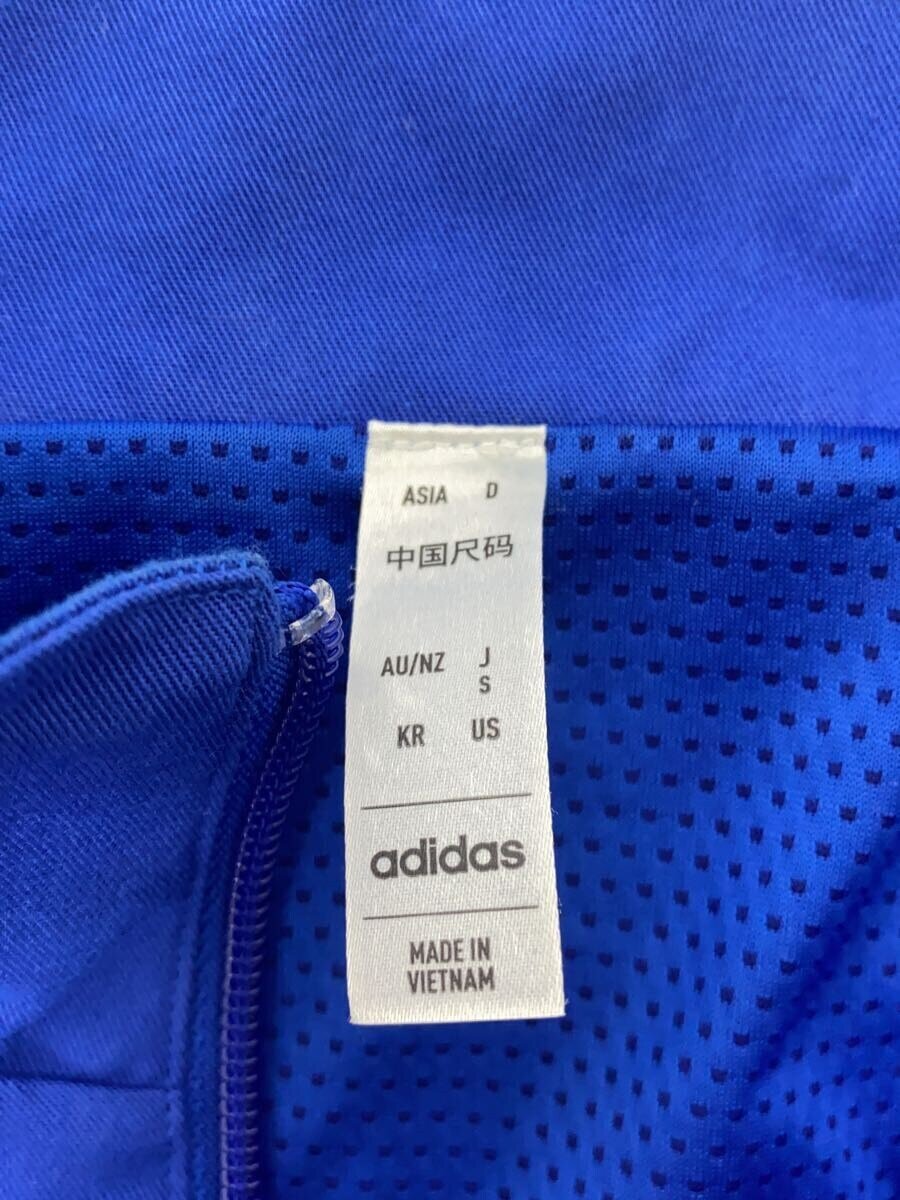 ASIA D
中国尺码
AU/NZ J
S
KR US
adidas
MADE IN
VIETNAM